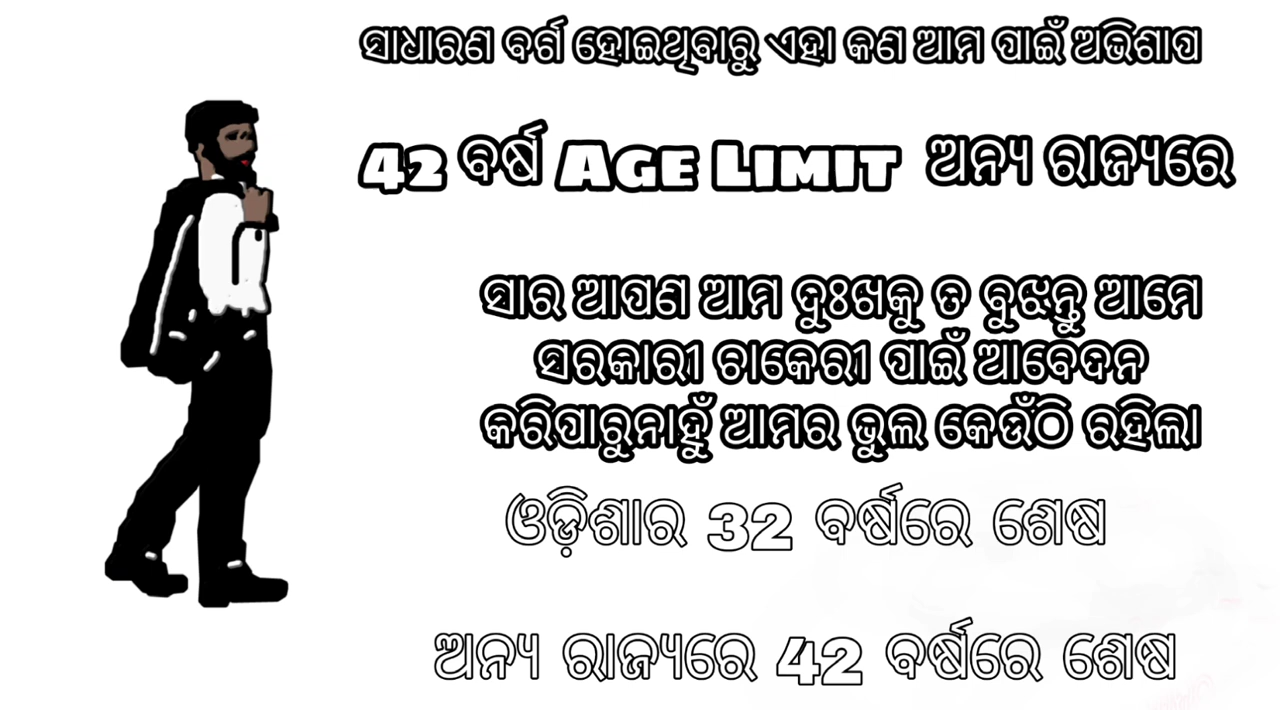 ସାଧାରଣ ବର୍ଗ ହୋଇଥିବାରୁ ଏହା କଣ ଆମ ପାଇଁ ଅଭିଶାପ
42 ବର୍ଷ AGE LIMIT ଅନ୍ୟ ରାଜ୍ୟରେ
ସାର ଆପଣ ଆମ ଦୁଃଖକୁ ତ ବୁଝନ୍ତୁ ଆମେ
ସରକାରୀ ଚାକେରୀ ପାଇଁ ଆବେଦନ
କରିପାରୁନାହୁଁ ଆମର ଭୁଲ କେଉଁଠି ରହିଲା
ଓଡ଼ିଶାର 32 ବର୍ଷରେ ଶେଷ
ଅନ୍ୟ ରାଜ୍ୟରେ 42 ବର୍ଷରେ ଶେଷ